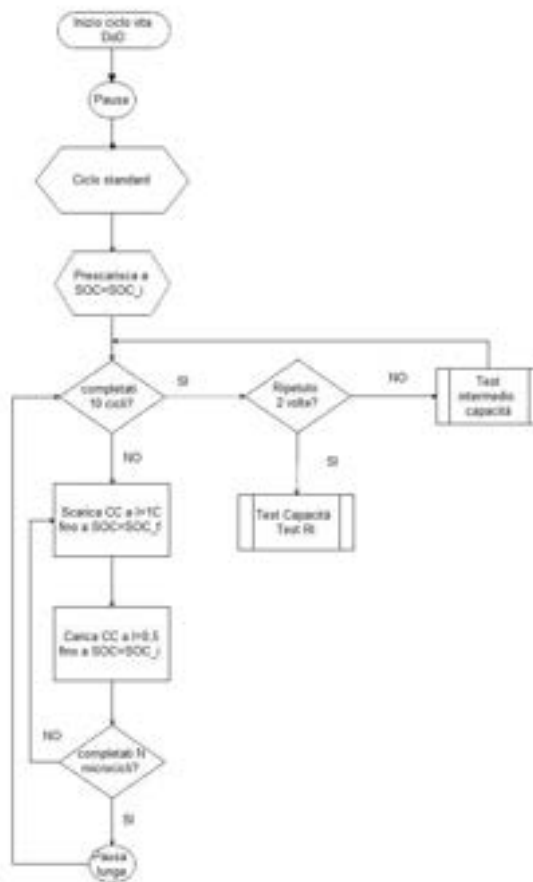 Inizio ciclo vita
DoD
Pausa
Ciclo standard
Prescarica a
SOC=SOC_i
completati
10 cicli?
SI
Ripetuto
2 volte?
NO
Test
intermedio
capacità
NO
SI
Scarica CC a I=1C
fino a SOC=SOC_f
Test Capacità
Test RI
Carica CC a I=0,5
fino a SOC=SOC_i
NO
completati N
microcicli?
SI
Pausa
lunga